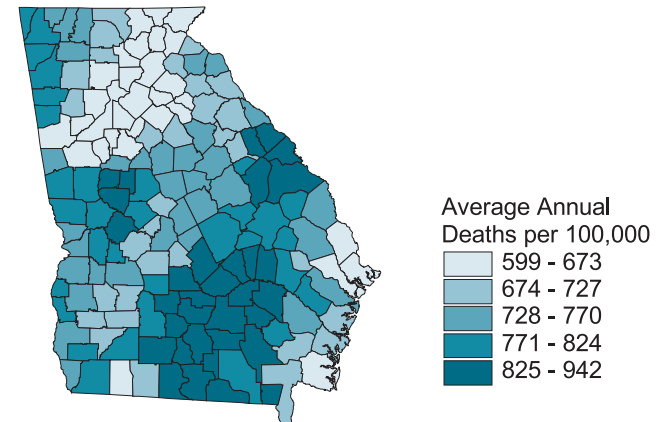 Average Annual
Deaths per 100,000
599 - 673
674 - 727
728 - 770
771 - 824
825 - 942